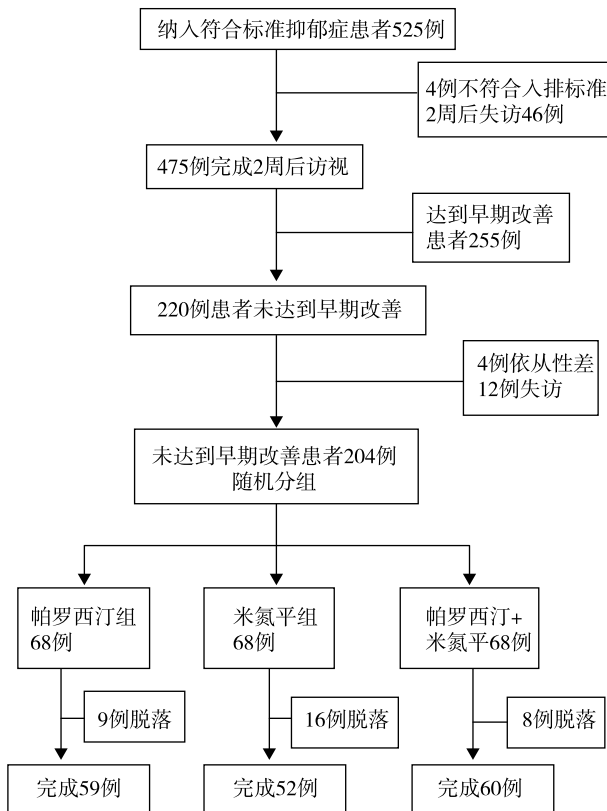 纳入符合标准抑郁症患者525例
4例不符合入排标准
2周后失访46例
475例完成2周后访视
达到早期改善
患者255例
220例患者未达到早期改善
4例依从性差
12例失访
未达到早期改善患者204例
随机分组
帕罗西汀组
68例
米氮平组
68例
帕罗西汀+
米氮平68例
9例脱落
16例脱落
8例脱落
完成59例
完成52例
完成60例